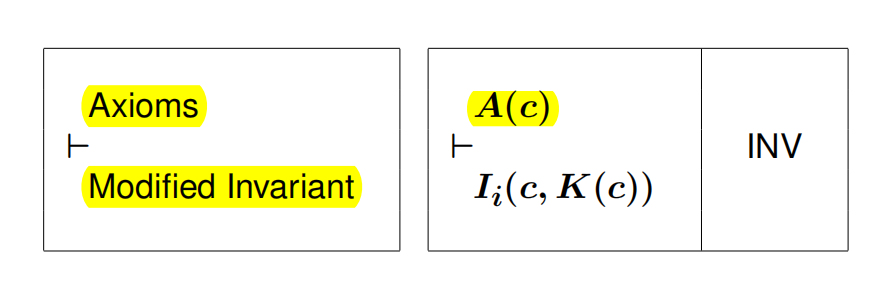 Axioms
⊢
Modified Invariant
A(c)
⊢
I_i(c, K(c))
INV